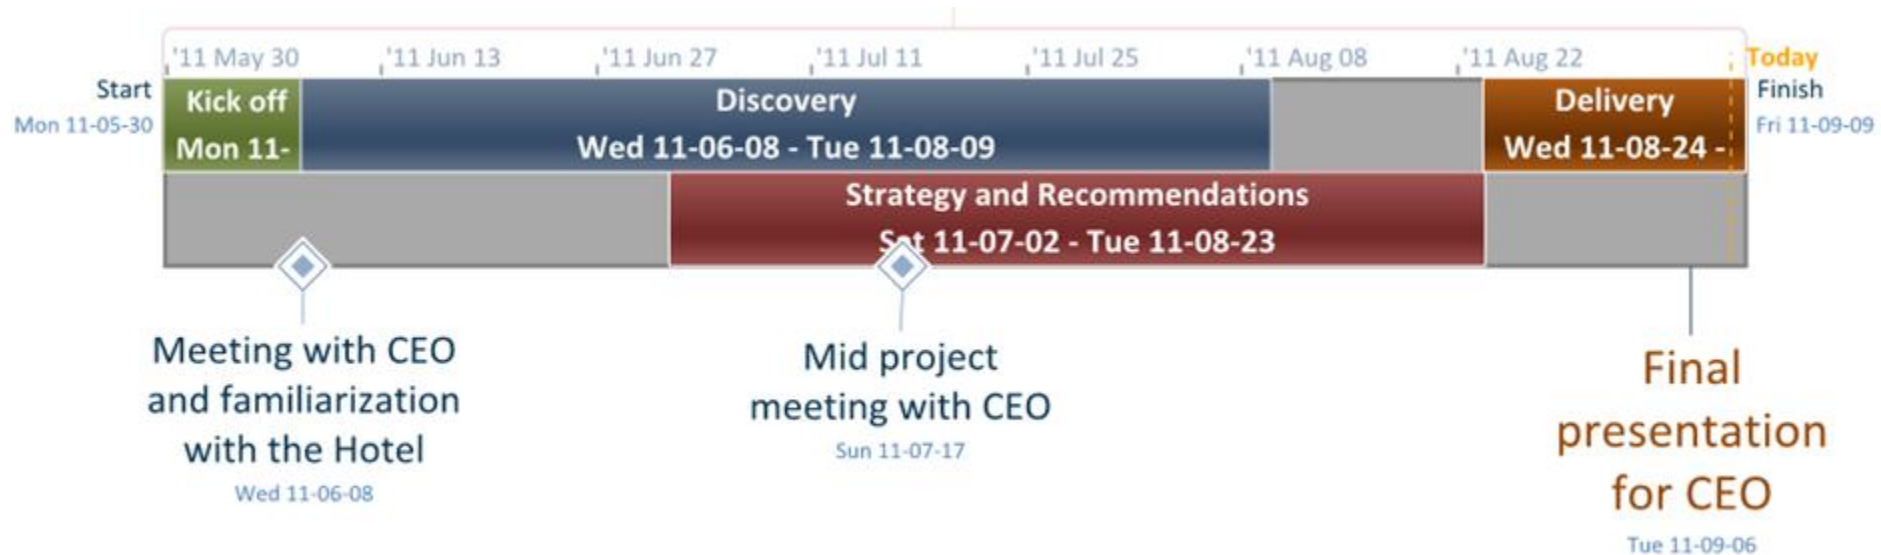 '11 May 30 '11 Jun 13 '11 Jun 27 '11 Jul 11 '11 Jul 25 '11 Aug 08 '11 Aug 22 Today
Start
Mon 11-05-30
Kick off
Mon 11-
Discovery
Wed 11-06-08 - Tue 11-08-09
Delivery
Wed 11-08-24 -
Finish
Fri 11-09-09
Strategy and Recommendations
Sat 11-07-02 - Tue 11-08-23
Meeting with CEO
and familiarization
with the Hotel
Wed 11-06-08
Mid project
meeting with CEO
Sun 11-07-17
Final
presentation
for CEO
Tue 11-09-06